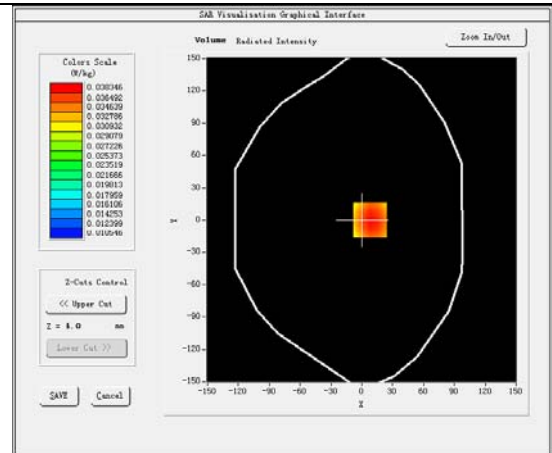 SAR Visualisation Graphical Interface
Volume Radiated Intensity
Zoom In/Out
Colors Scale
(W/kg)
0.038346
0.036492
0.034639
0.032786
0.030932
0.029079
0.027226
0.025373
0.023519
0.021666
0.019813
0.017959
0.016106
0.014253
0.012399
0.010546
Z-Cuts Control
<< Upper Cut
Z = 4.0 mm
Lower Cut >>
SAVE Cancel
150
120
90
60
30
0
-30
-60
-90
-120
-150
Y
-150 -120 -90 -60 -30 0 30 60 90 120 150
X